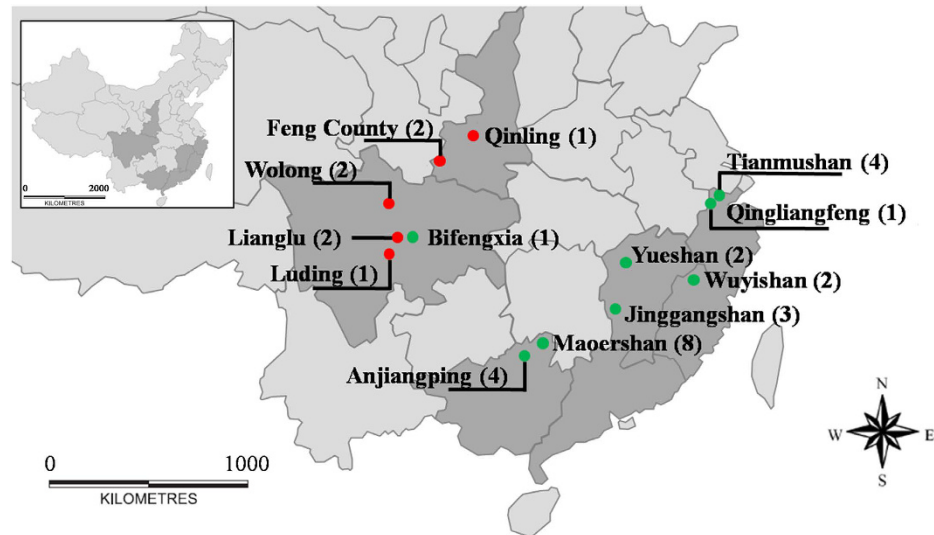 Feng County (2)
Qinling (1)
Tianmushan (4)
Wolong (2)
0 2000
KILOMETRES
Qingliangfeng (1)
Lianglu (2)
Bifengxia (1)
Yueshan (2)
Luding (1)
Wuyishan (2)
Jinggangshan (3)
Maoershan (8)
Anjiangping (4)
N
W E
S
0 1000
KILOMETRES